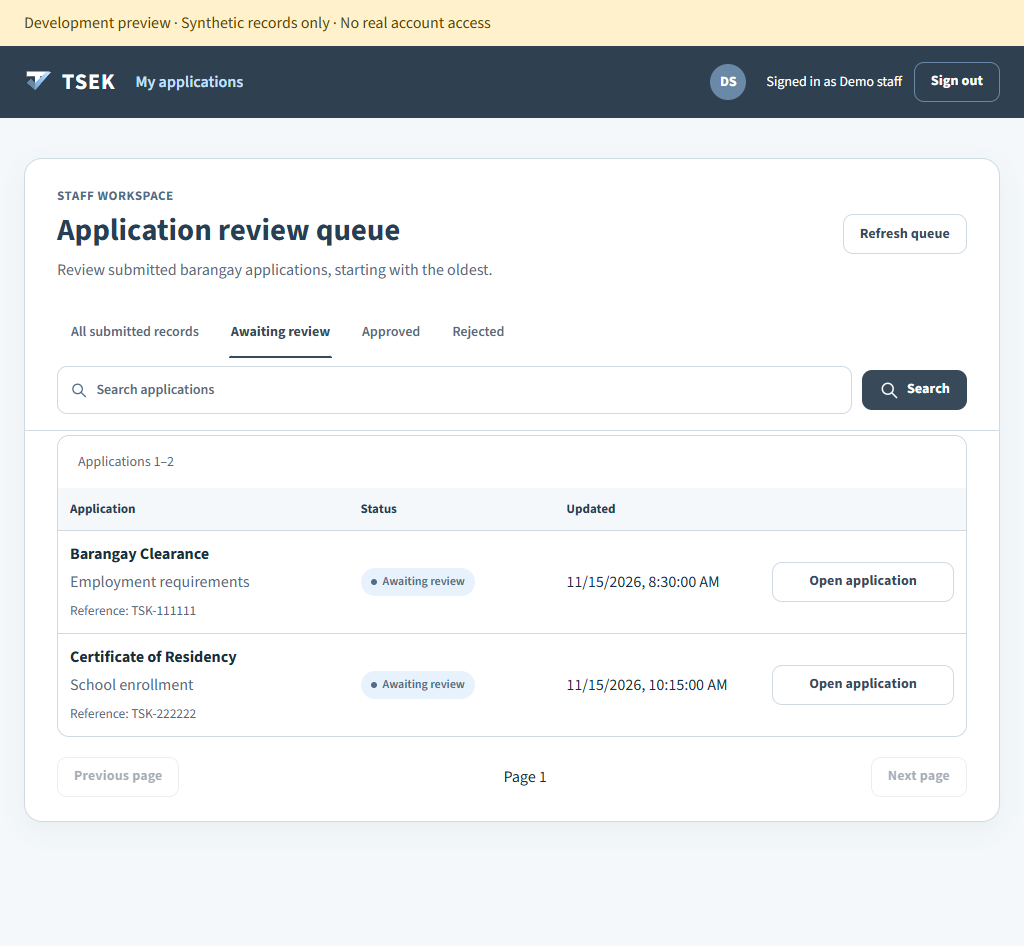 Development preview · Synthetic records only · No real account access
TSEK
My applications
DS
Signed in as Demo staff
Sign out
STAFF WORKSPACE
Application review queue
Refresh queue
Review submitted barangay applications, starting with the oldest.
All submitted records
Awaiting review
Approved
Rejected
Search applications
Search
Applications 1–2
Application
Status
Updated
Barangay Clearance
Employment requirements
Reference: TSK-111111
Awaiting review
11/15/2026, 8:30:00 AM
Open application
Certificate of Residency
School enrollment
Reference: TSK-222222
Awaiting review
11/15/2026, 10:15:00 AM
Open application
Previous page
Page 1
Next page